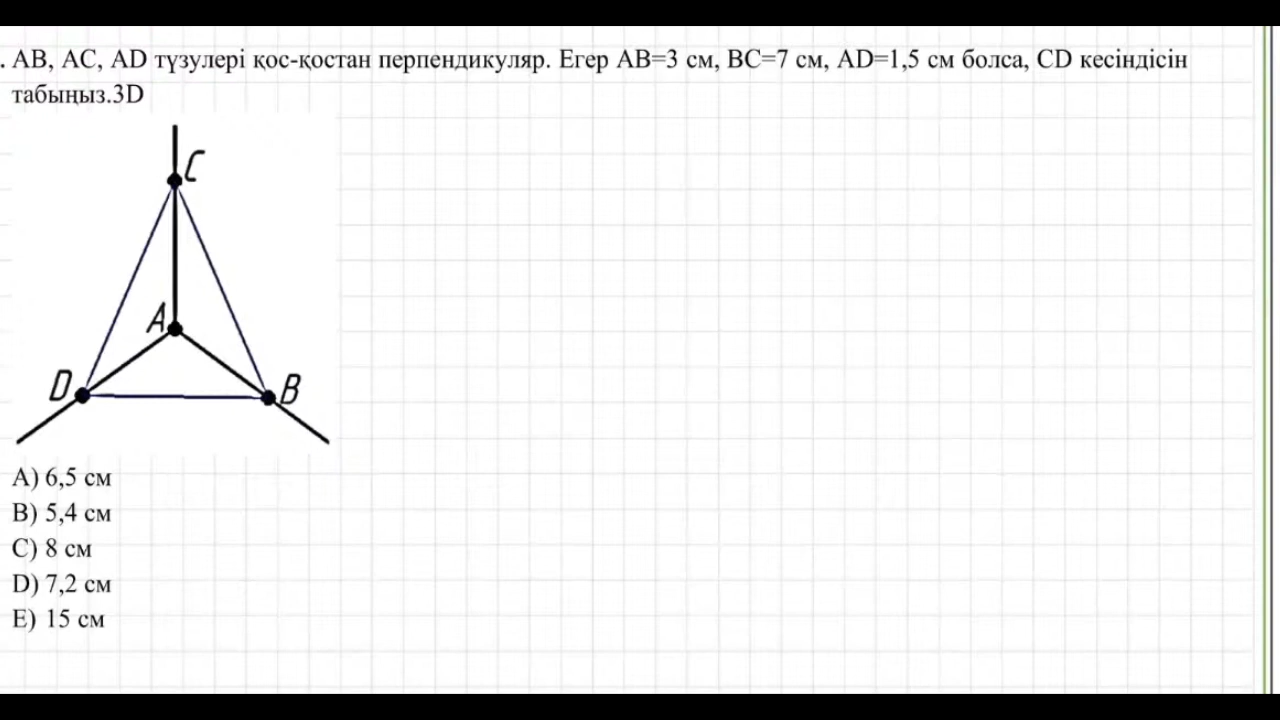 . AB, AC, AD түзулері қос-қостан перпендикуляр. Егер AB=3 см, BC=7 см, AD=1,5 см болса, CD кесіндісін
табыңыз.3D
C
A
D
B
A) 6,5 см
B) 5,4 см
C) 8 см
D) 7,2 см
E) 15 см